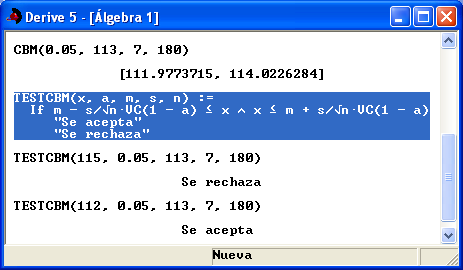 Derive 5 - [Álgebra 1]
CBM(0.05, 113, 7, 180)
[111.9773715, 114.0226284]
TESTCBM(x, a, m, s, n) :=
If m - s/√n·VC(1 - a) ≤ x ∧ x ≤ m + s/√n·VC(1 - a)
"Se acepta"
"Se rechaza"
TESTCBM(115, 0.05, 113, 7, 180)
Se rechaza
TESTCBM(112, 0.05, 113, 7, 180)
Se acepta
Nueva